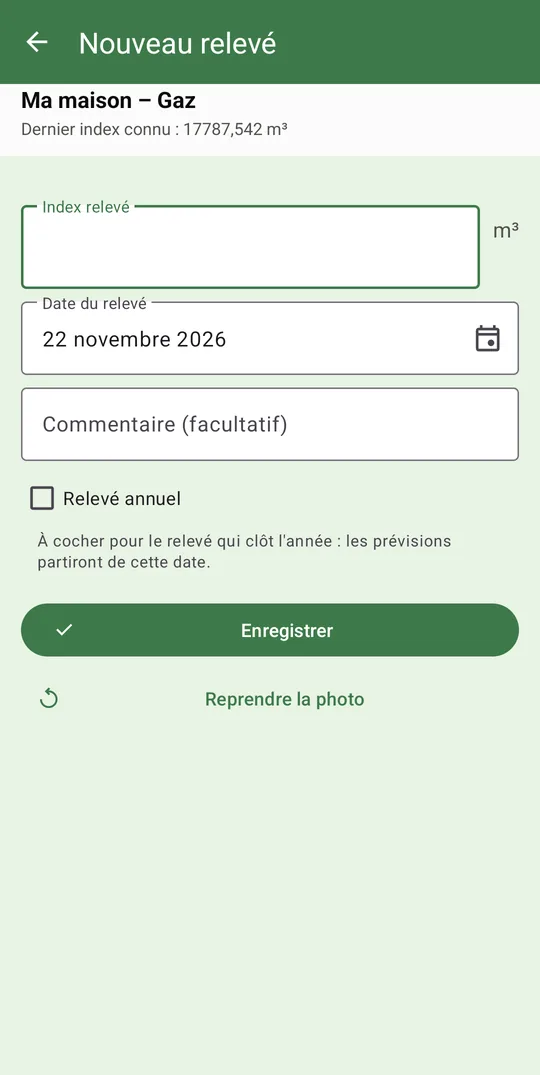 Nouveau relevé
Ma maison – Gaz
Dernier index connu : 17787,542 m³
Index relevé
m³
Date du relevé
22 novembre 2026
Commentaire (facultatif)
Relevé annuel
À cocher pour le relevé qui clôt l'année : les prévisions
partiront de cette date.
Enregistrer
Reprendre la photo